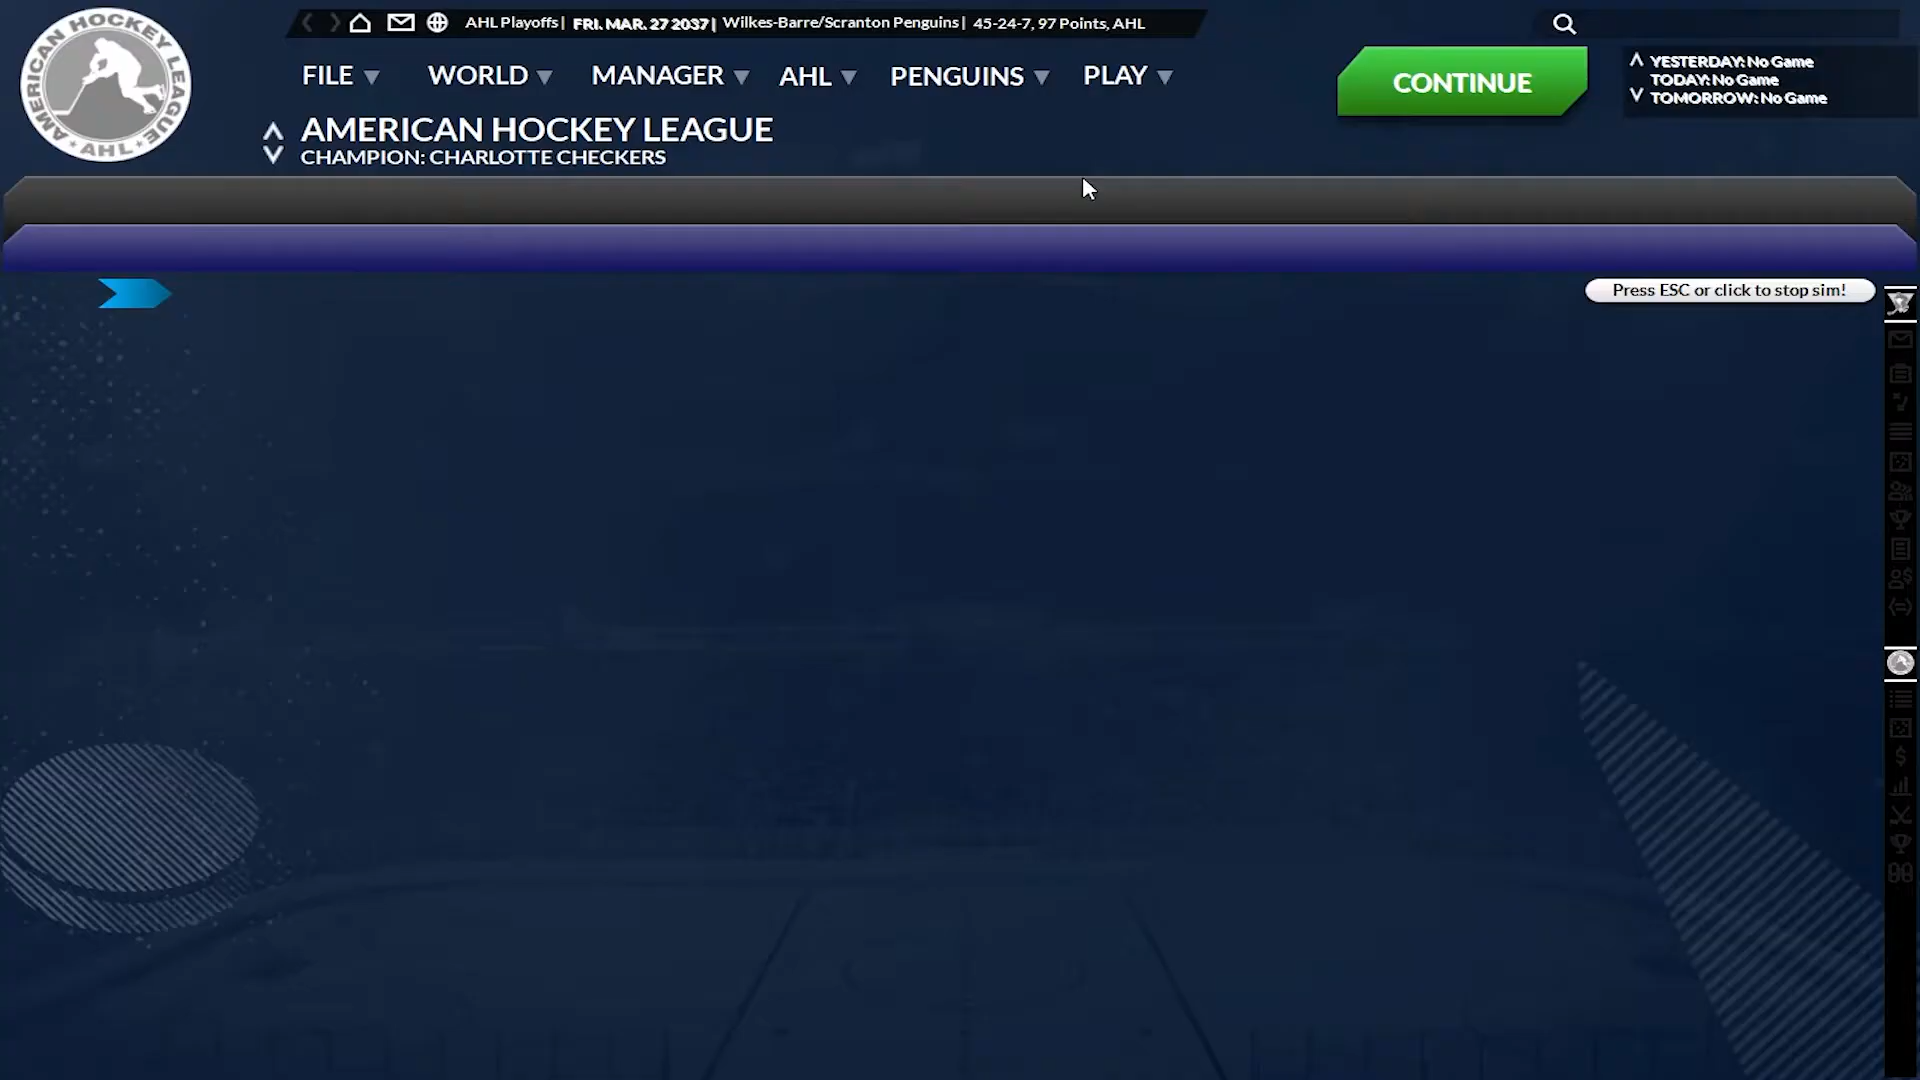 AMERICAN HOCKEY LEAGUE
AHL
AHL Playoffs | FRI. MAR. 27 2037 | Wilkes-Barre/Scranton Penguins | 45-24-7, 97 Points, AHL
FILE WORLD MANAGER AHL PENGUINS PLAY
CONTINUE
YESTERDAY: No Game
TODAY: No Game
TOMORROW: No Game
AMERICAN HOCKEY LEAGUE
CHAMPION: CHARLOTTE CHECKERS
Press ESC or click to stop sim!